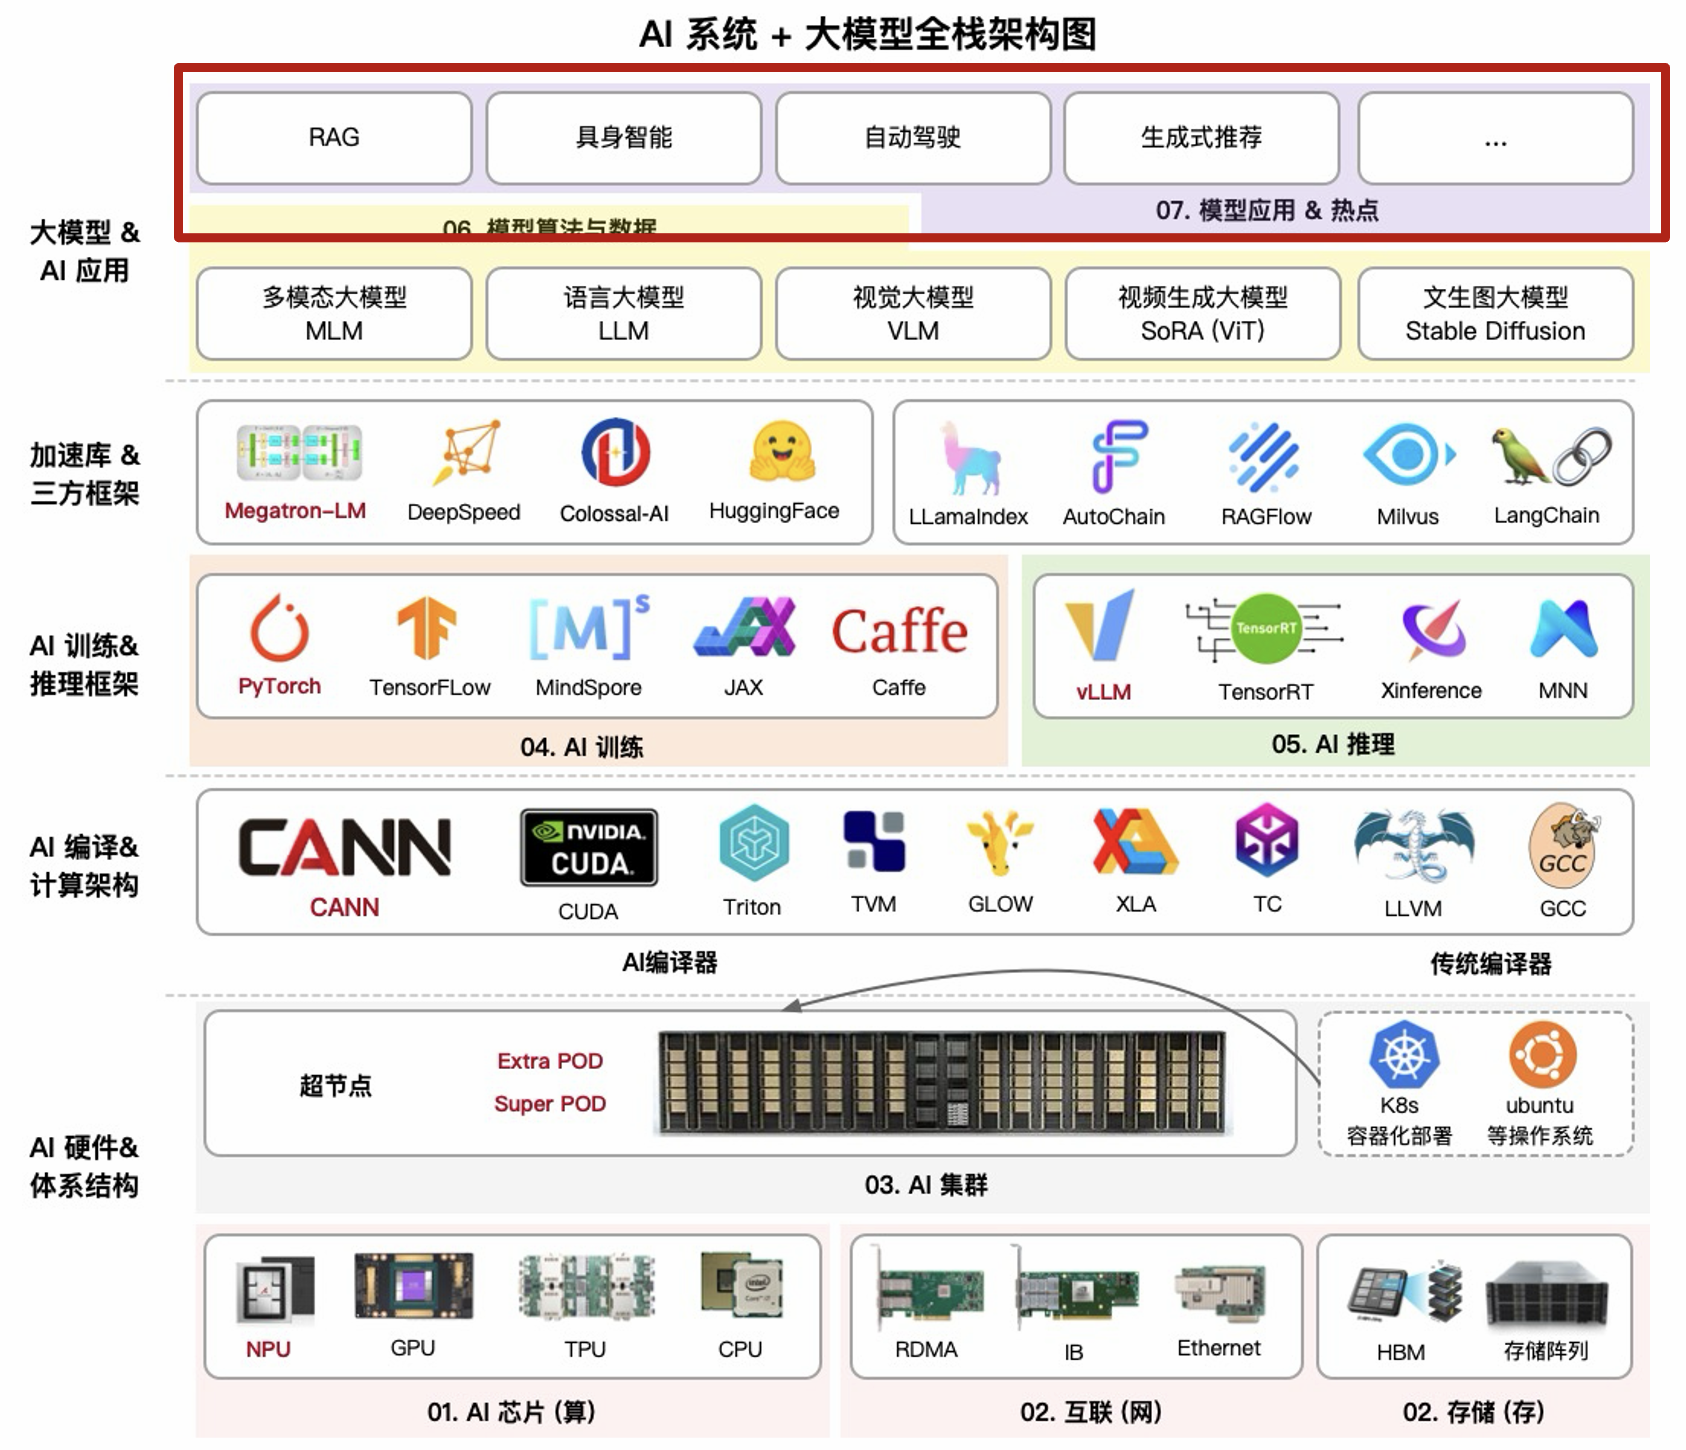 AI 系统 + 大模型全栈架构图
RAG
具身智能
自动驾驶
生成式推荐
...
07. 模型应用 & 热点
06. 模型算法与数据
大模型 &
AI 应用
多模态大模型
MLM
语言大模型
LLM
视觉大模型
VLM
视频生成大模型
SoRA (ViT)
文生图大模型
Stable Diffusion
加速库 &
三方框架
Megatron-LM
DeepSpeed
Colossal-AI
HuggingFace
LLamaIndex
AutoChain
RAGFlow
Milvus
LangChain
AI 训练&
推理框架
PyTorch
TensorFLow
[M]s
MindSpore
JAX
JAX
Caffe
Caffe
04. AI 训练
vLLM
TensorRT
TensorRT
Xinference
MNN
05. AI 推理
AI 编译&
计算架构
CANN
CANN
NVIDIA.
CUDA.
CUDA
Triton
TVM
GLOW
XLA
XLA
TC
LLVM
GCC
GCC
AI编译器
传统编译器
AI 硬件&
体系结构
超节点
Extra POD
Super POD
K8s
容器化部署
ubuntu
等操作系统
03. AI 集群
NPU
GPU
TPU
intel
CPU
01. AI 芯片 (算)
RDMA
IB
Ethernet
02. 互联 (网)
HBM
存储阵列
02. 存储 (存)